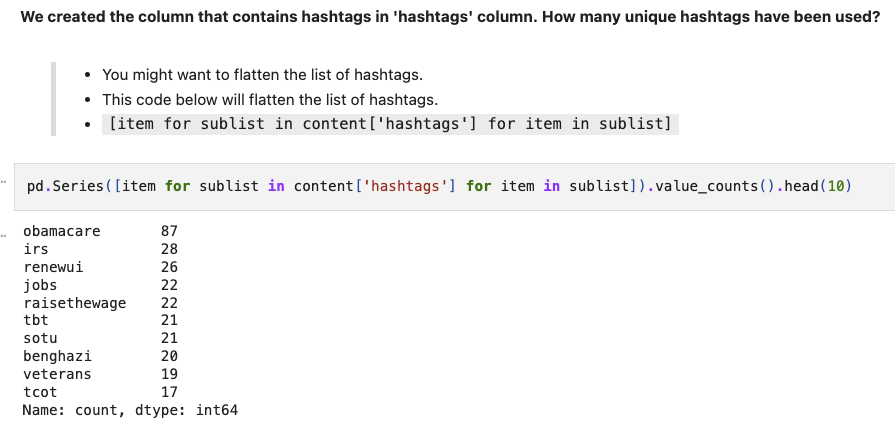 We created the column that contains hashtags in 'hashtags' column. How many unique hashtags have been used?
• You might want to flatten the list of hashtags.
• This code below will flatten the list of hashtags.
• [item for sublist in content['hashtags'] for item in sublist]
pd.Series([item for sublist in content['hashtags'] for item in sublist]).value_counts().head(10)
obamacare 87
irs 28
renewui 26
jobs 22
raisethewage 22
tbt 21
sotu 21
benghazi 20
veterans 19
tcot 17
Name: count, dtype: int64